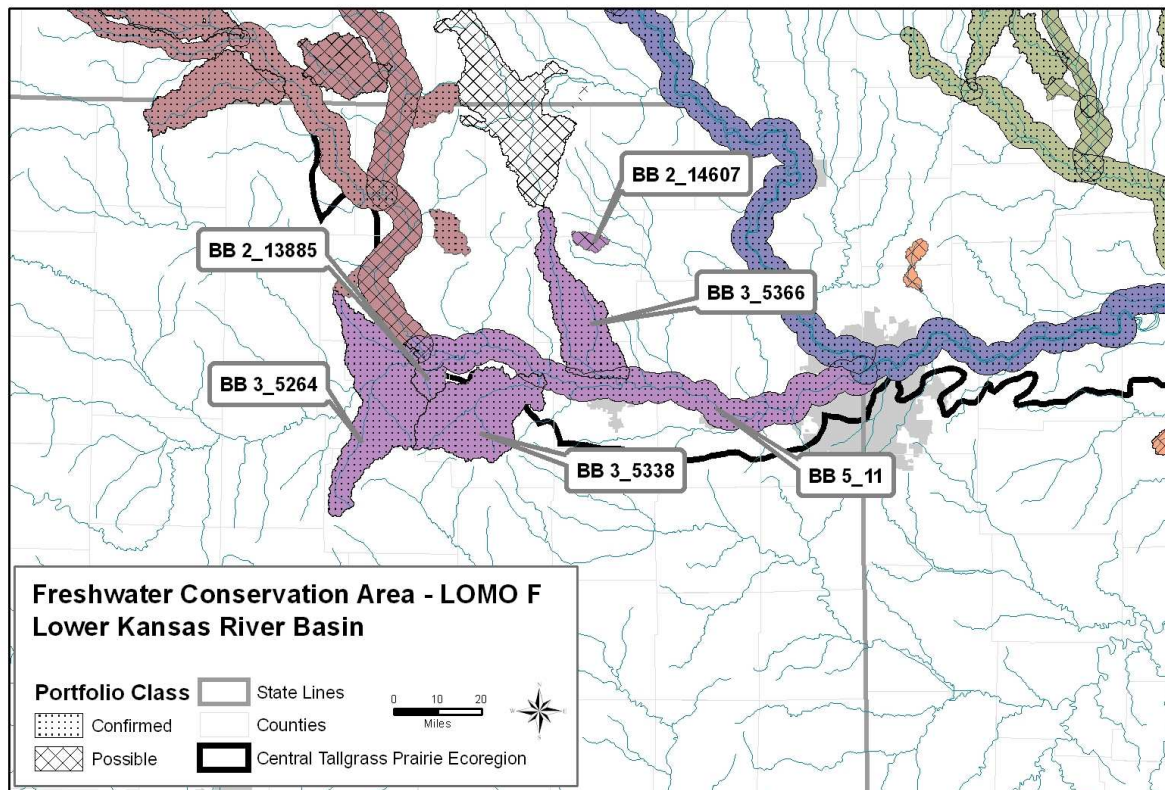 BB 2_14607
BB 2_13885
BB 3_5366
BB 3_5264
BB 3_5338
BB 5_11
Freshwater Conservation Area - LOMO F
Lower Kansas River Basin
Portfolio Class
Confirmed
Possible
State Lines
Counties
Central Tallgrass Prairie Ecoregion
0 10 20
Miles